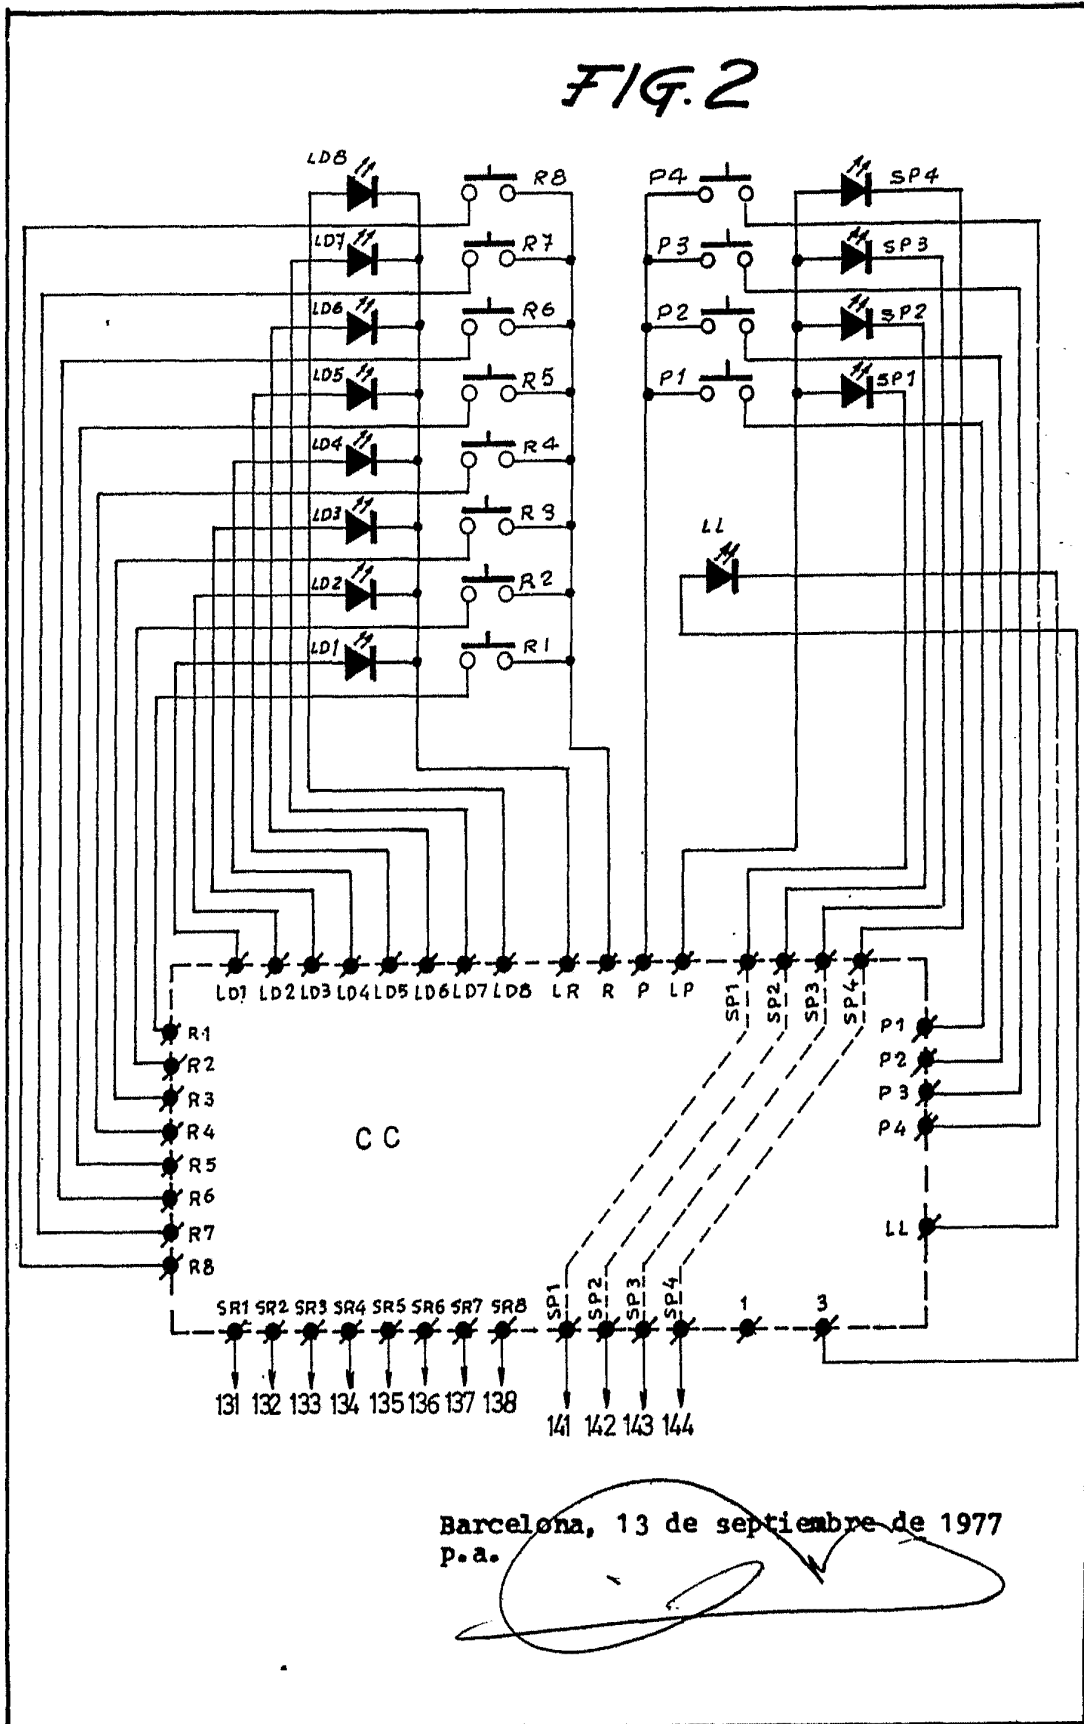 FIG. 2
LD8 R8 P4 SP4
LD7 R7 P3 SP3
LD6 R6 P2 SP2
LD5 R5 P1 SP1
LD4 R4
LD3 R3 LL
LD2 R2
LD1 R1
LD1 LD2 LD3 LD4 LD5 LD6 LD7 LD8 LR R P LP SP1 SP2 SP3 SP4
R1 P1
R2 P2
R3 P3
R4 P4
CC
R5
R6
R7 LL
R8
SR1 SR2 SR3 SR4 SR5 SR6 SR7 SR8 SP1 SP2 SP3 SP4 1 3
131 132 133 134 135 136 137 138 141 142 143 144
Barcelona, 13 de septiembre de 1977
p.a.